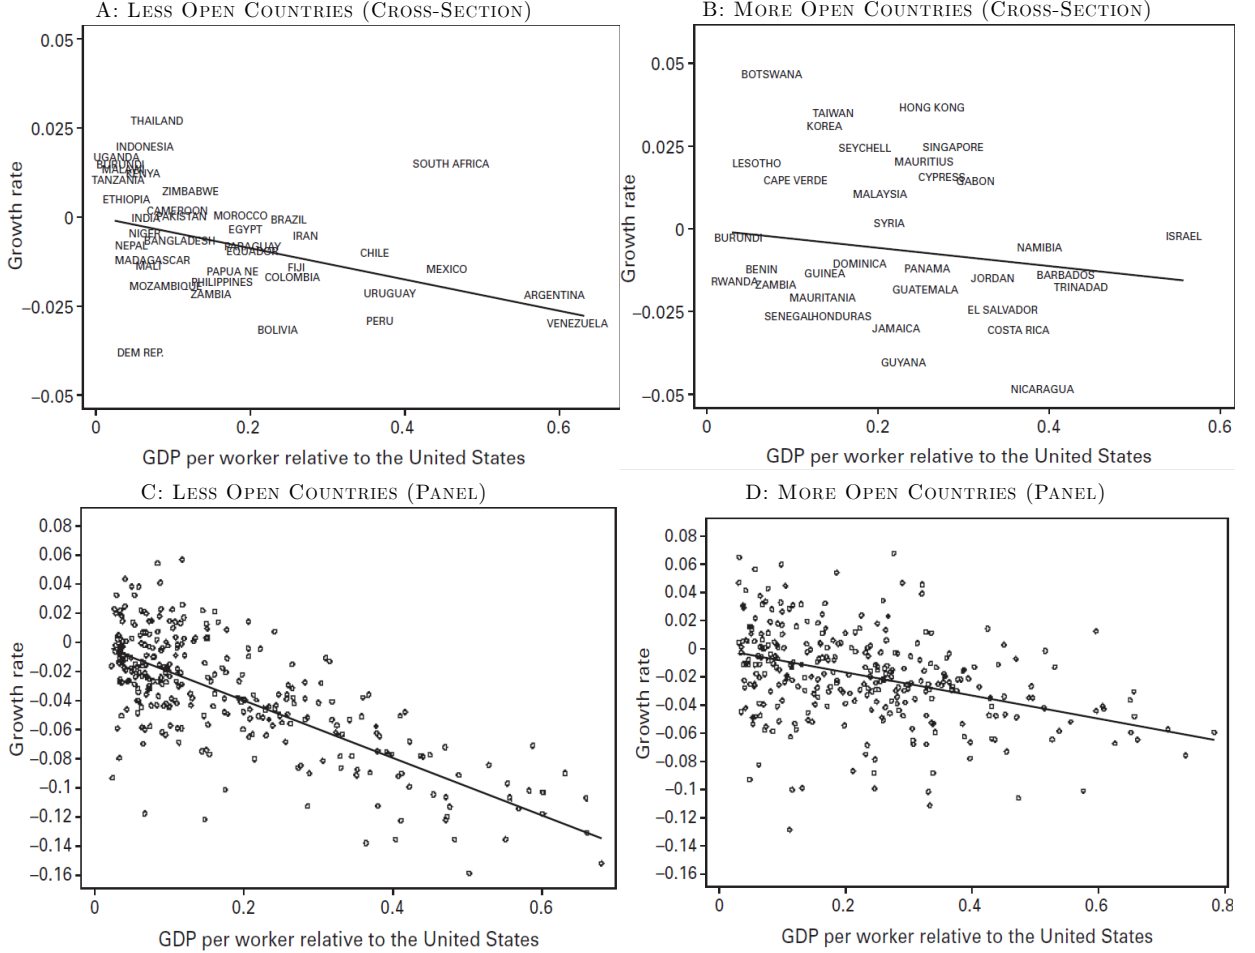 A: Less Open Countries (Cross-Section)
0.05
0.025
0
−0.025
−0.05
Growth rate
THAILAND
INDONESIA
UGANDA
BURUNDI
MALAWI
KENYA
TANZANIA
ZIMBABWE
SOUTH AFRICA
ETHIOPIA
CAMEROON
INDIA
PAKISTAN
MOROCCO
BRAZIL
NIGER
EGYPT
IRAN
BANGLADESH
NEPAL
PARAGUAY
EQUADOR
CHILE
MADAGASCAR
MALI
PAPUA NE
FIJI
COLOMBIA
MEXICO
MOZAMBIQUE
PHILIPPINES
ZAMBIA
URUGUAY
ARGENTINA
BOLIVIA
PERU
VENEZUELA
DEM REP.
0 0.2 0.4 0.6
GDP per worker relative to the United States
B: More Open Countries (Cross-Section)
0.05
0.025
0
−0.025
−0.05
Growth rate
BOTSWANA
TAIWAN
HONG KONG
KOREA
SEYCHELL
SINGAPORE
LESOTHO
MAURITIUS
CAPE VERDE
CYPRESS
GABON
MALAYSIA
SYRIA
BURUNDI
ISRAEL
NAMIBIA
DOMINICA
BENIN
GUINEA
PANAMA
RWANDA
ZAMBIA
JORDAN
BARBADOS
TRINADAD
MAURITANIA
GUATEMALA
SENEGAL
HONDURAS
EL SALVADOR
JAMAICA
COSTA RICA
GUYANA
NICARAGUA
0 0.2 0.4 0.6
GDP per worker relative to the United States
C: Less Open Countries (Panel)
0.08
0.06
0.04
0.02
0
−0.02
−0.04
−0.06
−0.08
−0.1
−0.12
−0.14
−0.16
Growth rate
0 0.2 0.4 0.6
GDP per worker relative to the United States
D: More Open Countries (Panel)
0.08
0.06
0.04
0.02
0
−0.02
−0.04
−0.06
−0.08
−0.1
−0.12
−0.14
−0.16
Growth rate
0 0.2 0.4 0.6 0.8
GDP per worker relative to the United States